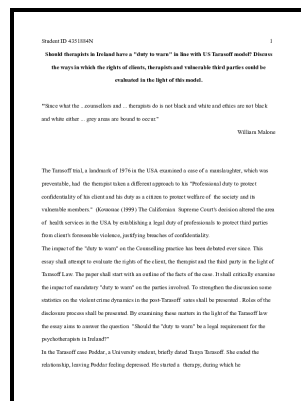 Student ID 4351884N 1
Should therapists in Ireland have a "duty to warn" in line with US Tarasoff model? Discuss
the ways in which the rights of clients, therapists and vulnerable third parties could be
evaluated in the light of this model.
"Since what the ...counsellors and ... therapists do is not black and white and ethics are not black
and white either ... grey areas are bound to occur."
William Malone
The Tarasoff trial, a landmark of 1976 in the USA examined a case of a manslaughter, which was
preventable, had the therapist taken a different approach to his "Professional duty to protect
confidentiality of his client and his duty as a citizen to protect welfare of the society and its
vulnerable members." (1999) The Californian Supreme Court's decision altered the area
of health services in the USA by establishing a legal duty of professionals to protect third parties
from client's foreseeable violence, justifying breaches of confidentiality.
The impact of the "duty to warn" on the Counselling practice has been debated ever since. This
essay shall attempt to evaluate the rights of the client, the therapist and the third party in the light of
Tarasoff Law. The paper shall start with an outline of the facts of the case. It shall critically examine
the impact of mandatory "duty to warn" on the parties involved. To strengthen the discussion some
statistics on the violent crime dynamics in the post-Tarasoff states shall be presented . Roles of the
disclosure process shall be presented. By examining those matters in the light of the Tarasoff law
the essay aims to answer the question "Should the "duty to warn" be a legal requirement for the
psychotherapists in Ireland?"
In the Tarasoff case Poddar, a University student, briefly dated Tanya Tarasoff. She ended the
relationship, leaving Poddar feeling depressed. He started a therapy, during which he